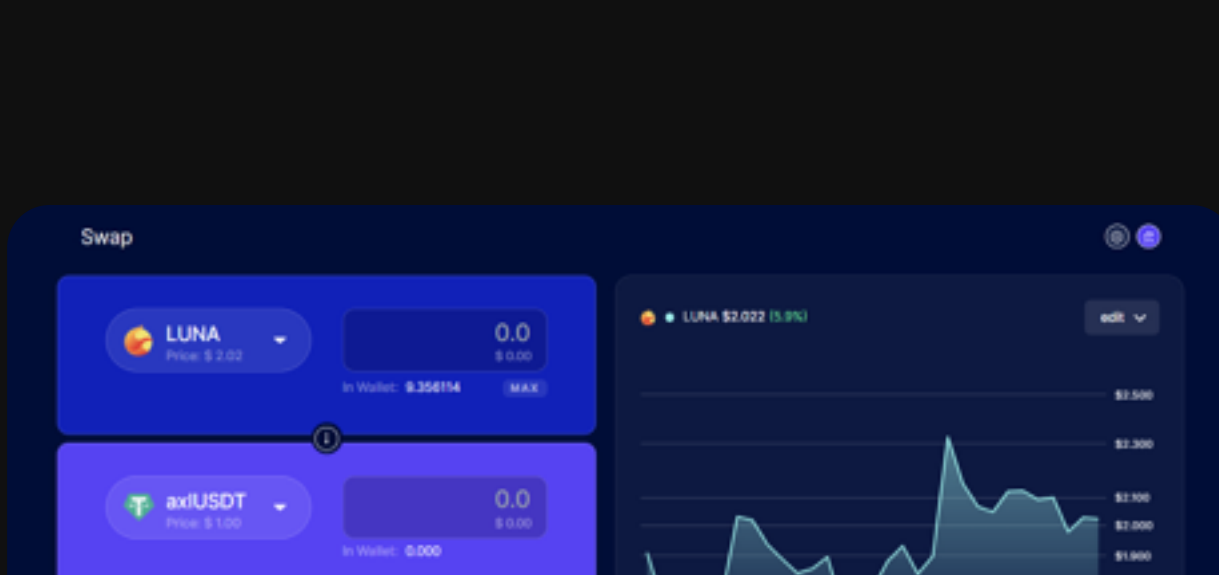 Swap
LUNA
Price: $ 2.02
0.0
$ 0.00
In Wallet: 9.356114 MAX
axlUSDT
Price: $ 1.00
0.0
$ 0.00
In Wallet: 0.000
LUNA $2.022 (5.9%)
edit
$2.500
$2.300
$2.100
$2.000
$1.900